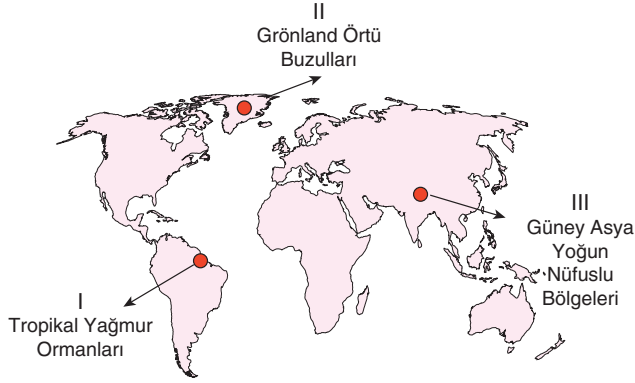 II
Grönland Örtü
Buzulları
III
Güney Asya
Yoğun
Nüfuslu
Bölgeleri
I
Tropikal Yağmur
Ormanları